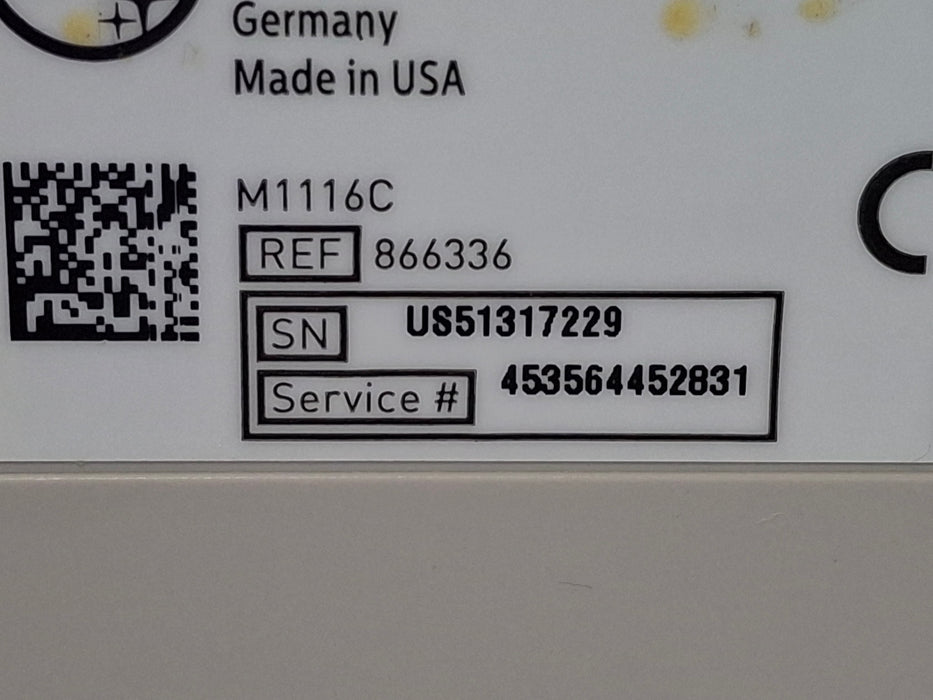 Germany
Made in USA
M1116C
REF 866336
SN US51317229
Service # 453564452831